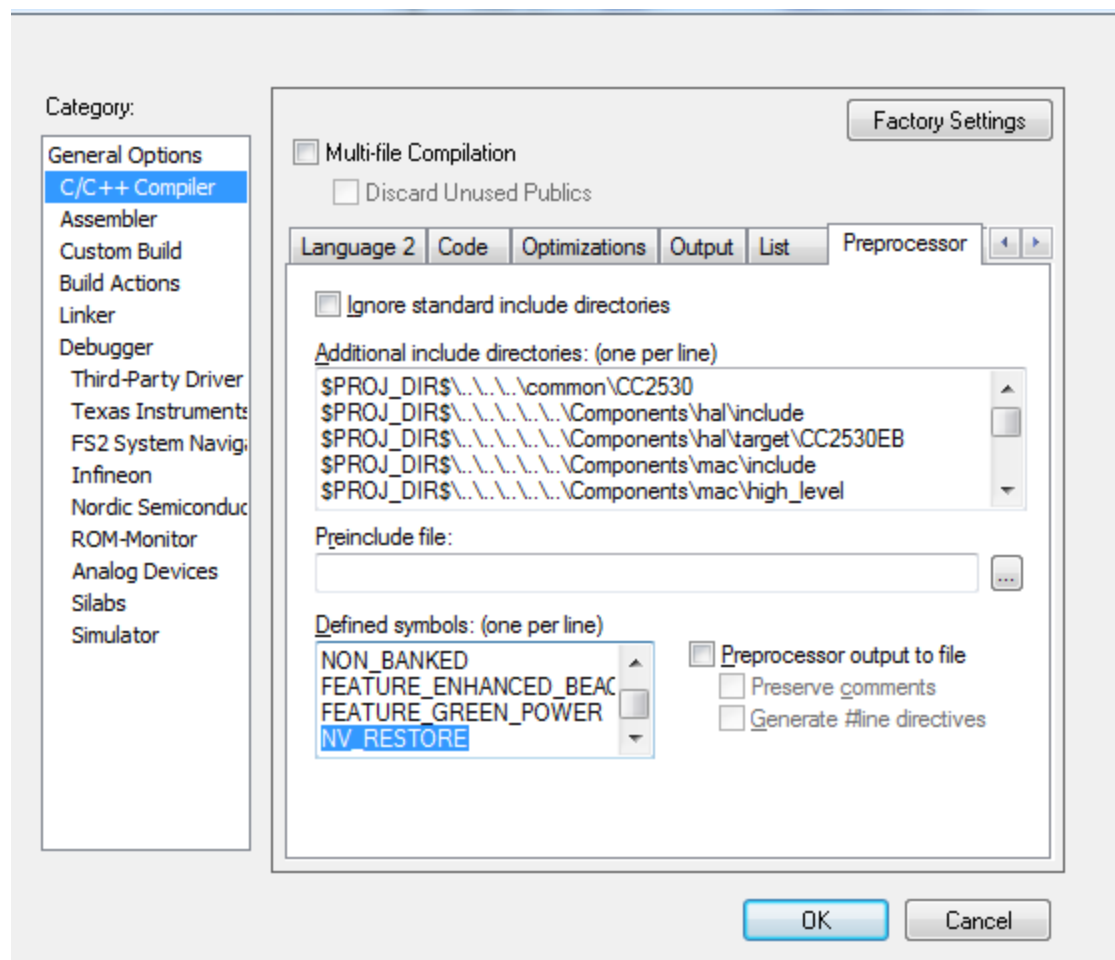 Category:
Factory Settings
General Options
C/C++ Compiler
Assembler
Custom Build
Build Actions
Linker
Debugger
Third-Party Driver
Texas Instruments
FS2 System Naviga
Infineon
Nordic Semiconduc
ROM-Monitor
Analog Devices
Silabs
Simulator
Multi-file Compilation
Discard Unused Publics
Language 2 Code Optimizations Output List Preprocessor
Ignore standard include directories
Additional include directories: (one per line)
$PROJ_DIR$\..\..\..\common\CC2530
$PROJ_DIR$\..\..\..\..\..\..\Components\hal\include
$PROJ_DIR$\..\..\..\..\..\..\Components\hal\target\CC2530EB
$PROJ_DIR$\..\..\..\..\..\..\Components\mac\include
$PROJ_DIR$\..\..\..\..\..\..\Components\mac\high_level
Preinclude file:
...
Defined symbols: (one per line)
NON_BANKED
FEATURE_ENHANCED_BEAC
FEATURE_GREEN_POWER
NV_RESTORE
Preprocessor output to file
Preserve comments
Generate #line directives
OK
Cancel